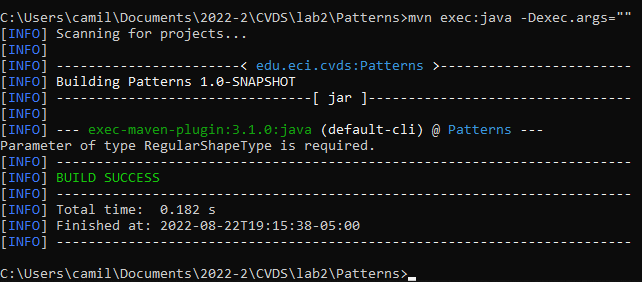 C:\Users\camil\Documents\2022-2\CVDS\lab2\Patterns>mvn exec:java -Dexec.args=""
[INFO] Scanning for projects...
[INFO]
[INFO] -----------------------< edu.eci.cvds:Patterns >------------------------
[INFO] Building Patterns 1.0-SNAPSHOT
[INFO] --------------------------------[ jar ]---------------------------------
[INFO]
[INFO] --- exec-maven-plugin:3.1.0:java (default-cli) @ Patterns ---
Parameter of type RegularShapeType is required.
[INFO] ------------------------------------------------------------------------
[INFO] BUILD SUCCESS
[INFO] ------------------------------------------------------------------------
[INFO] Total time:  0.182 s
[INFO] Finished at: 2022-08-22T19:15:38-05:00
[INFO] ------------------------------------------------------------------------
C:\Users\camil\Documents\2022-2\CVDS\lab2\Patterns>